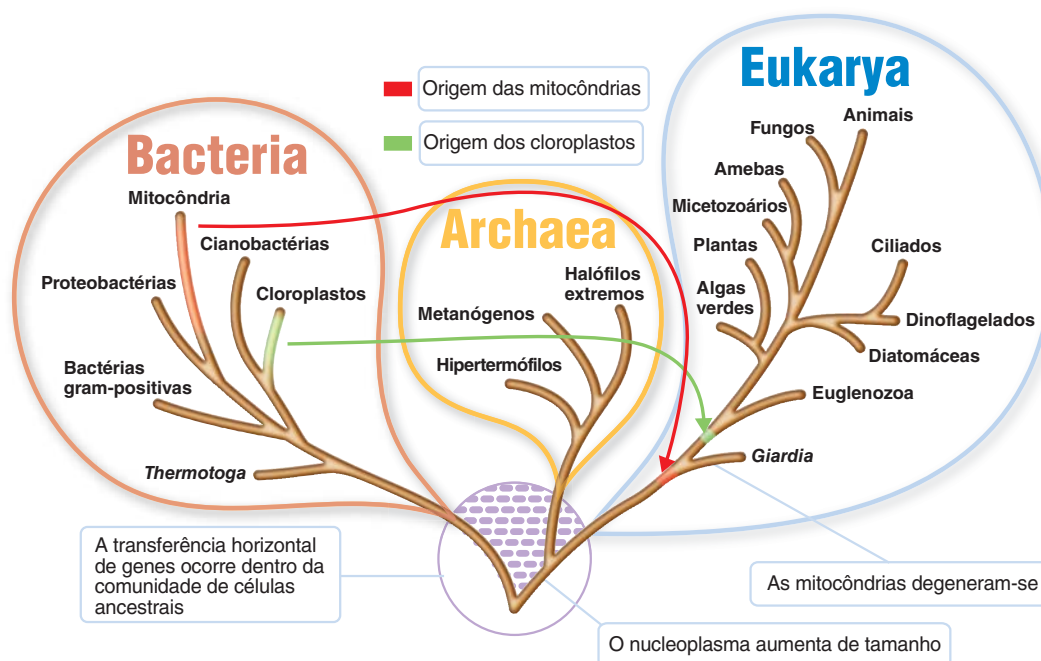 Eukarya
Origem das mitocôndrias
Origem dos cloroplastos
Bacteria
Mitocôndria
Cianobactérias
Proteobactérias
Cloroplastos
Bactérias
gram-positivas
Thermotoga
Archaea
Halófilos
extremos
Metanógenos
Hipertermófilos
Animais
Fungos
Amebas
Micetozoários
Plantas
Algas
verdes
Ciliados
Dinoflagelados
Diatomáceas
Euglenozoa
Giardia
A transferência horizontal
de genes ocorre dentro da
comunidade de células
ancestrais
As mitocôndrias degeneram-se
O nucleoplasma aumenta de tamanho